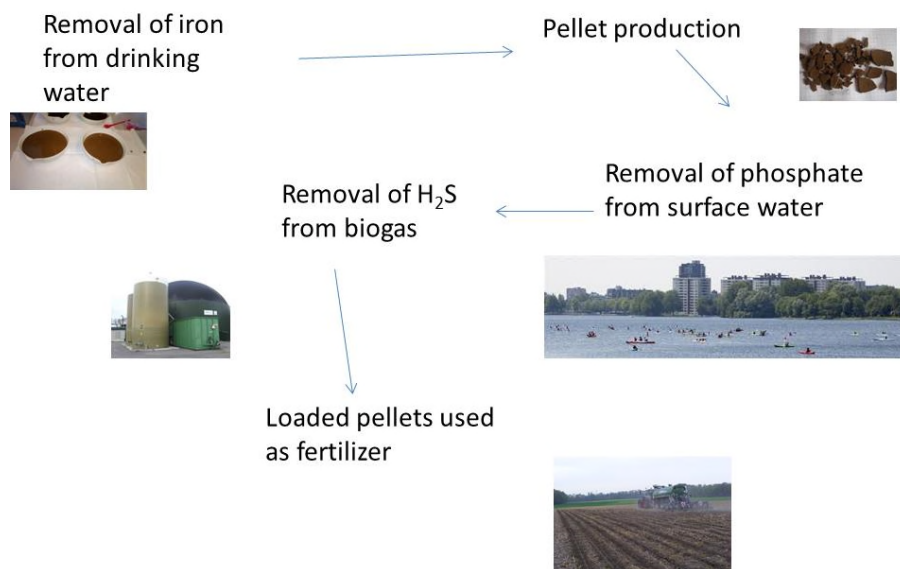 Removal of iron
from drinking
water
Pellet production
Removal of phosphate
from surface water
Removal of H₂S
from biogas
Loaded pellets used
as fertilizer